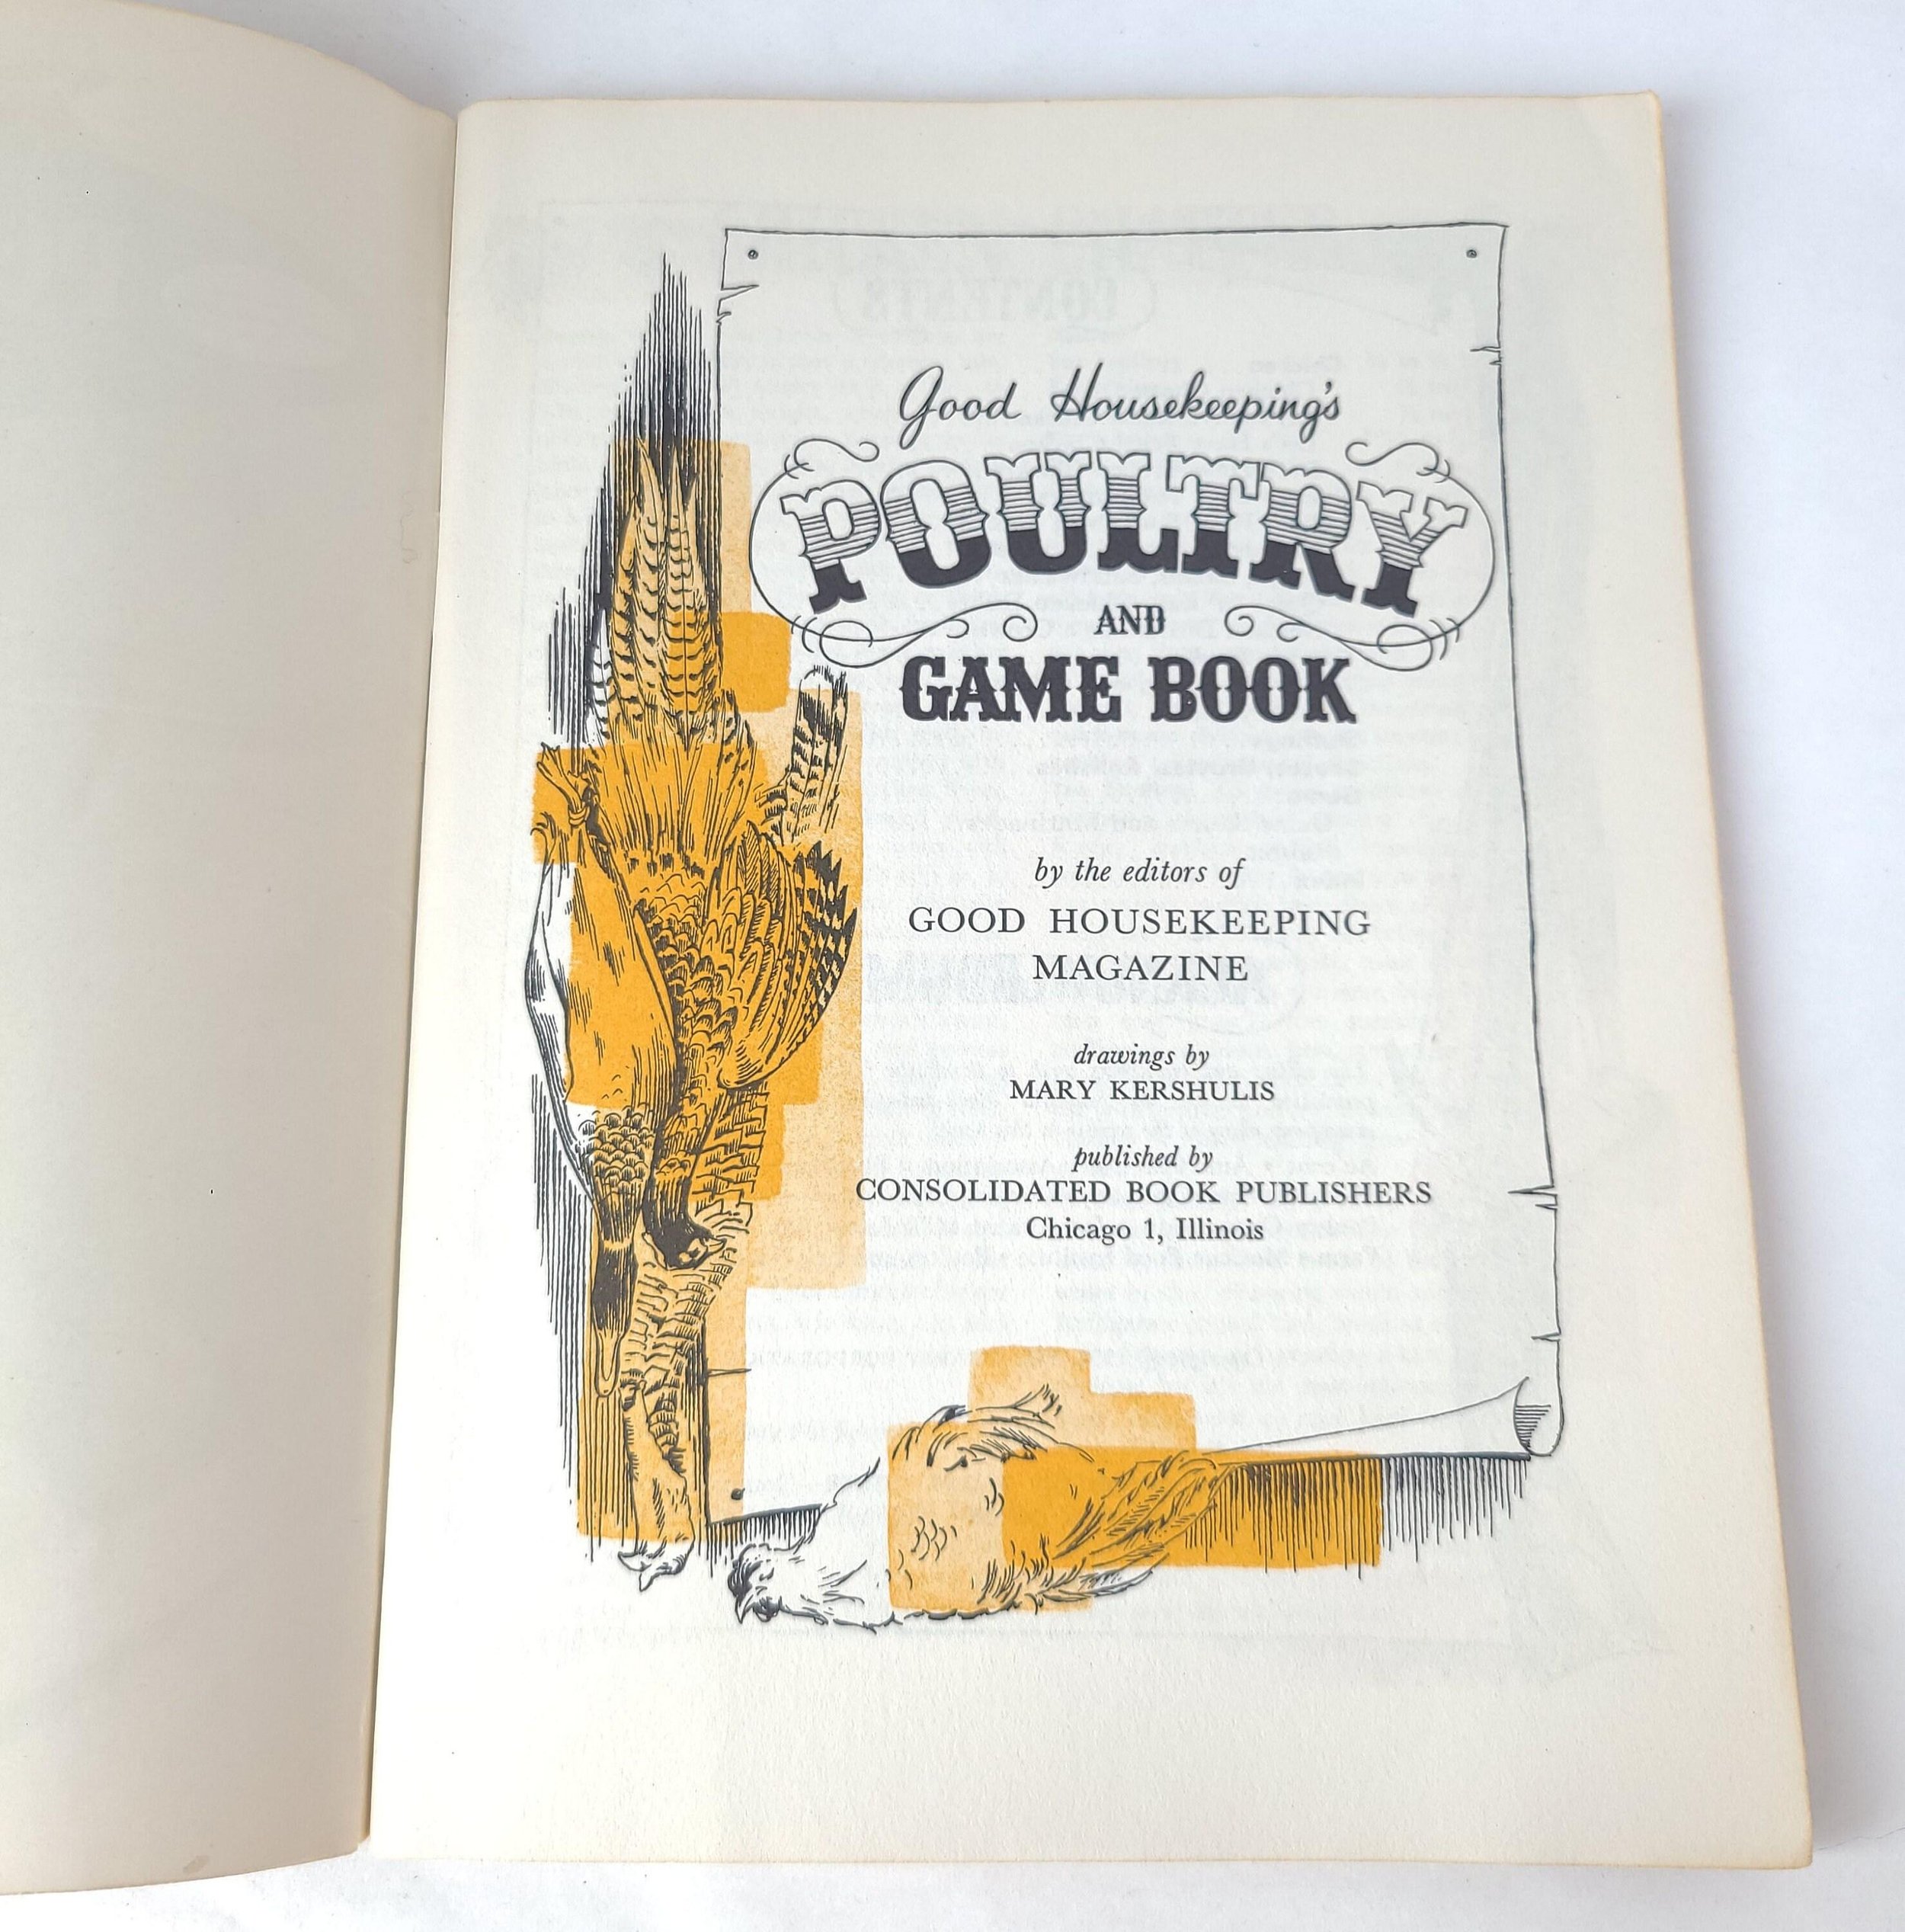 Good Housekeeping's
POULTRY
AND
GAME BOOK
by the editors of
GOOD HOUSEKEEPING
MAGAZINE
drawings by
MARY KERSHULIS
published by
CONSOLIDATED BOOK PUBLISHERS
Chicago 1, Illinois